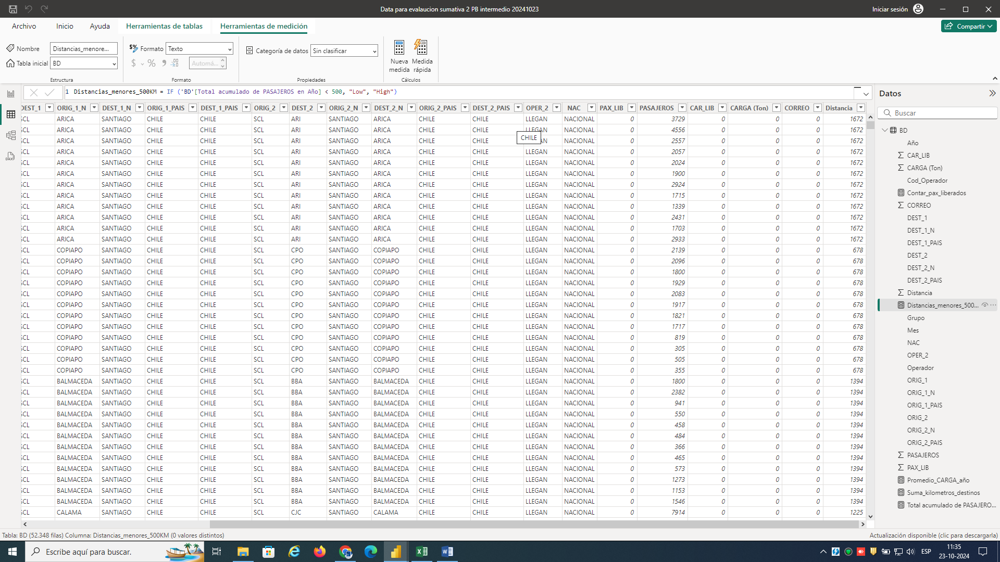 Data para evalaucion sumativa 2 PB intermedio 20241023
Iniciar sesión
Archivo Inicio Ayuda Herramientas de tablas Herramientas de medición
Compartir
Nombre Distancias_menore...
Tabla inicial BD
Estructura
Formato Texto
$ % Automá...
Formato
Categoría de datos Sin clasificar
Propiedades
Nueva medida
Medida rápida
Cálculos
1 Distancias_menores_500KM = IF ('BD'[Total acumulado de PASAJEROS en Año] < 500, "Low", "High")
DEST_1 ORIG_1_N DEST_1_N ORIG_1_PAIS DEST_1_PAIS ORIG_2 DEST_2 ORIG_2_N DEST_2_N ORIG_2_PAIS DEST_2_PAIS OPER_2 NAC PAX_LIB PASAJEROS CAR_LIB CARGA (Ton) CORREO Distancia
SCL ARICA SANTIAGO CHILE CHILE SCL ARI SANTIAGO ARICA CHILE CHILE LLEGAN NACIONAL 0 3729 0 0 0 1672
SCL ARICA SANTIAGO CHILE CHILE SCL ARI SANTIAGO ARICA CHILE CHILE LLEGAN NACIONAL 0 4556 0 0 0 1672
CHILE
SCL ARICA SANTIAGO CHILE CHILE SCL ARI SANTIAGO ARICA CHILE CHILE NACIONAL 0 2557 0 0 0 1672
SCL ARICA SANTIAGO CHILE CHILE SCL ARI SANTIAGO ARICA CHILE CHILE LLEGAN NACIONAL 0 2057 0 0 0 1672
SCL ARICA SANTIAGO CHILE CHILE SCL ARI SANTIAGO ARICA CHILE CHILE LLEGAN NACIONAL 0 2024 0 0 0 1672
SCL ARICA SANTIAGO CHILE CHILE SCL ARI SANTIAGO ARICA CHILE CHILE LLEGAN NACIONAL 0 1900 0 0 0 1672
SCL ARICA SANTIAGO CHILE CHILE SCL ARI SANTIAGO ARICA CHILE CHILE LLEGAN NACIONAL 0 2924 0 0 0 1672
SCL ARICA SANTIAGO CHILE CHILE SCL ARI SANTIAGO ARICA CHILE CHILE LLEGAN NACIONAL 0 1715 0 0 0 1672
SCL ARICA SANTIAGO CHILE CHILE SCL ARI SANTIAGO ARICA CHILE CHILE LLEGAN NACIONAL 0 1339 0 0 0 1672
SCL ARICA SANTIAGO CHILE CHILE SCL ARI SANTIAGO ARICA CHILE CHILE LLEGAN NACIONAL 0 2431 0 0 0 1672
SCL ARICA SANTIAGO CHILE CHILE SCL ARI SANTIAGO ARICA CHILE CHILE LLEGAN NACIONAL 0 1703 0 0 0 1672
SCL ARICA SANTIAGO CHILE CHILE SCL ARI SANTIAGO ARICA CHILE CHILE LLEGAN NACIONAL 0 2933 0 0 0 1672
SCL COPIAPO SANTIAGO CHILE CHILE SCL CPO SANTIAGO COPIAPO CHILE CHILE LLEGAN NACIONAL 0 2139 0 0 0 678
SCL COPIAPO SANTIAGO CHILE CHILE SCL CPO SANTIAGO COPIAPO CHILE CHILE LLEGAN NACIONAL 0 2096 0 0 0 678
SCL COPIAPO SANTIAGO CHILE CHILE SCL CPO SANTIAGO COPIAPO CHILE CHILE LLEGAN NACIONAL 0 1800 0 0 0 678
SCL COPIAPO SANTIAGO CHILE CHILE SCL CPO SANTIAGO COPIAPO CHILE CHILE LLEGAN NACIONAL 0 1929 0 0 0 678
SCL COPIAPO SANTIAGO CHILE CHILE SCL CPO SANTIAGO COPIAPO CHILE CHILE LLEGAN NACIONAL 0 2083 0 0 0 678
SCL COPIAPO SANTIAGO CHILE CHILE SCL CPO SANTIAGO COPIAPO CHILE CHILE LLEGAN NACIONAL 0 1917 0 0 0 678
SCL COPIAPO SANTIAGO CHILE CHILE SCL CPO SANTIAGO COPIAPO CHILE CHILE LLEGAN NACIONAL 0 1821 0 0 0 678
SCL COPIAPO SANTIAGO CHILE CHILE SCL CPO SANTIAGO COPIAPO CHILE CHILE LLEGAN NACIONAL 0 1717 0 0 0 678
SCL COPIAPO SANTIAGO CHILE CHILE SCL CPO SANTIAGO COPIAPO CHILE CHILE LLEGAN NACIONAL 0 819 0 0 0 678
SCL COPIAPO SANTIAGO CHILE CHILE SCL CPO SANTIAGO COPIAPO CHILE CHILE LLEGAN NACIONAL 0 305 0 0 0 678
SCL COPIAPO SANTIAGO CHILE CHILE SCL CPO SANTIAGO COPIAPO CHILE CHILE LLEGAN NACIONAL 0 505 0 0 0 678
SCL COPIAPO SANTIAGO CHILE CHILE SCL CPO SANTIAGO COPIAPO CHILE CHILE LLEGAN NACIONAL 0 355 0 0 0 678
SCL BALMACEDA SANTIAGO CHILE CHILE SCL BBA SANTIAGO BALMACEDA CHILE CHILE LLEGAN NACIONAL 0 1800 0 0 0 1394
SCL BALMACEDA SANTIAGO CHILE CHILE SCL BBA SANTIAGO BALMACEDA CHILE CHILE LLEGAN NACIONAL 0 2382 0 0 0 1394
SCL BALMACEDA SANTIAGO CHILE CHILE SCL BBA SANTIAGO BALMACEDA CHILE CHILE LLEGAN NACIONAL 0 941 0 0 0 1394
SCL BALMACEDA SANTIAGO CHILE CHILE SCL BBA SANTIAGO BALMACEDA CHILE CHILE LLEGAN NACIONAL 0 550 0 0 0 1394
SCL BALMACEDA SANTIAGO CHILE CHILE SCL BBA SANTIAGO BALMACEDA CHILE CHILE LLEGAN NACIONAL 0 458 0 0 0 1394
SCL BALMACEDA SANTIAGO CHILE CHILE SCL BBA SANTIAGO BALMACEDA CHILE CHILE LLEGAN NACIONAL 0 484 0 0 0 1394
SCL BALMACEDA SANTIAGO CHILE CHILE SCL BBA SANTIAGO BALMACEDA CHILE CHILE LLEGAN NACIONAL 0 366 0 0 0 1394
SCL BALMACEDA SANTIAGO CHILE CHILE SCL BBA SANTIAGO BALMACEDA CHILE CHILE LLEGAN NACIONAL 0 465 0 0 0 1394
SCL BALMACEDA SANTIAGO CHILE CHILE SCL BBA SANTIAGO BALMACEDA CHILE CHILE LLEGAN NACIONAL 0 573 0 0 0 1394
SCL BALMACEDA SANTIAGO CHILE CHILE SCL BBA SANTIAGO BALMACEDA CHILE CHILE LLEGAN NACIONAL 0 1273 0 0 0 1394
SCL BALMACEDA SANTIAGO CHILE CHILE SCL BBA SANTIAGO BALMACEDA CHILE CHILE LLEGAN NACIONAL 0 1153 0 0 0 1394
SCL BALMACEDA SANTIAGO CHILE CHILE SCL BBA SANTIAGO BALMACEDA CHILE CHILE LLEGAN NACIONAL 0 1546 0 0 0 1394
SCL CALAMA SANTIAGO CHILE CHILE SCL CJC SANTIAGO CALAMA CHILE CHILE LLEGAN NACIONAL 0 7914 0 0 0 1225
Datos
Buscar
BD
Año
CAR_LIB
CARGA (Ton)
Cod_Operador
Contar_pax_liberados
CORREO
DEST_1
DEST_1_N
DEST_1_PAIS
DEST_2
DEST_2_N
DEST_2_PAIS
Distancia
Distancias_menores_500...
Grupo
Mes
NAC
OPER_2
Operador
ORIG_1
ORIG_1_N
ORIG_1_PAIS
ORIG_2
ORIG_2_N
ORIG_2_PAIS
PASAJEROS
PAX_LIB
Promedio_CARGA_año
Suma_kilometros_destinos
Total acumulado de PASAJERO...
Tabla: BD (52.348 filas) Columna: Distancias_menores_500KM (0 valores distintos)
Actualización disponible (clic para descargarla)
Escribe aquí para buscar.
ESP
11:35
23-10-2024